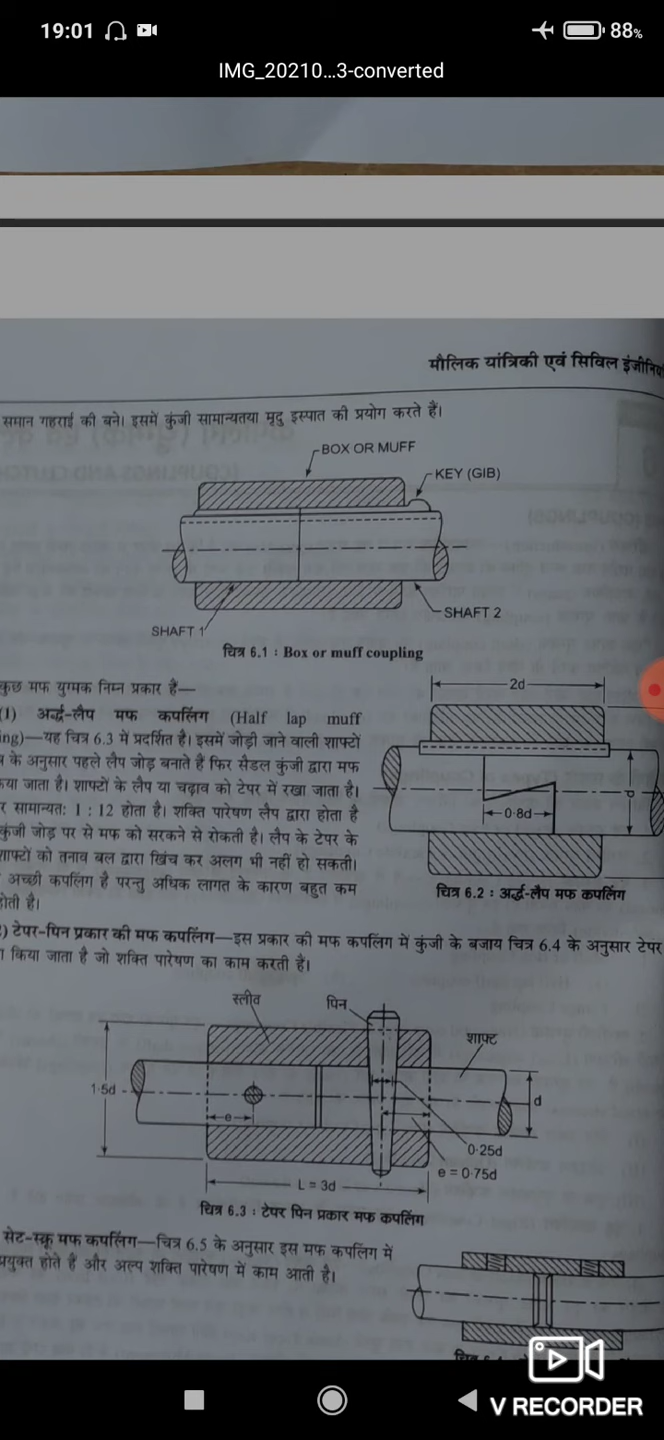 19:01
88%
IMG_20210...3-converted
मौलिक यांत्रिकी एवं सिविल
समान गहराई की बने। इसमें कुंजी सामान्यतया मृदु इस्पात की प्रयोग करते हैं।
BOX OR MUFF
KEY (GIB)
SHAFT 2
SHAFT 1
चित्र 6.1 : Box or muff coupling
कुछ मफ युग्मक निम्न प्रकार हैं—
1) अर्द्ध-लैप मफ कपलिंग (Half lap muff
ing)—यह चित्र 6.3 में प्रदर्शित है। इसमें जोड़ी जाने वाली शाफ्टों
के अनुसार पहले लैप जोड़ बनाते हैं फिर सैडल कुंजी द्वारा मफ
जाता है। शाफ्टों के लैप या चढ़ाव को टेपर में रखा जाता है।
र सामान्यत: 1 : 12 होता है। शक्ति पारेषण लैप द्वारा होता है
कुंजी जोड़ पर से मफ को सरकने से रोकती है। लैप के टेपर के
शाफ्टों को तनाव बल द्वारा खिंच कर अलग भी नहीं हो सकती।
अच्छी कपलिंग है परन्तु अधिक लागत के कारण बहुत कम
होती है।
2d
d
0·8d
चित्र 6.2 : अर्द्ध-लैप मफ कपलिंग
) टेपर-पिन प्रकार की मफ कपलिंग—इस प्रकार की मफ कपलिंग में कुंजी के बजाय चित्र 6.4 के अनुसार टेपर
किया जाता है जो शक्ति पारेषण का काम करती हैं।
स्लीव
पिन
शाफ्ट
1·5d
d
e
0·25d
e = 0·75d
L = 3d
चित्र 6.3 : टेपर पिन प्रकार मफ कपलिंग
सेट-स्क्रू मफ कपलिंग—चित्र 6.5 के अनुसार इस मफ कपलिंग में
प्रयुक्त होते हैं और अल्प शक्ति पारेषण में काम आती है।
V RECORDER